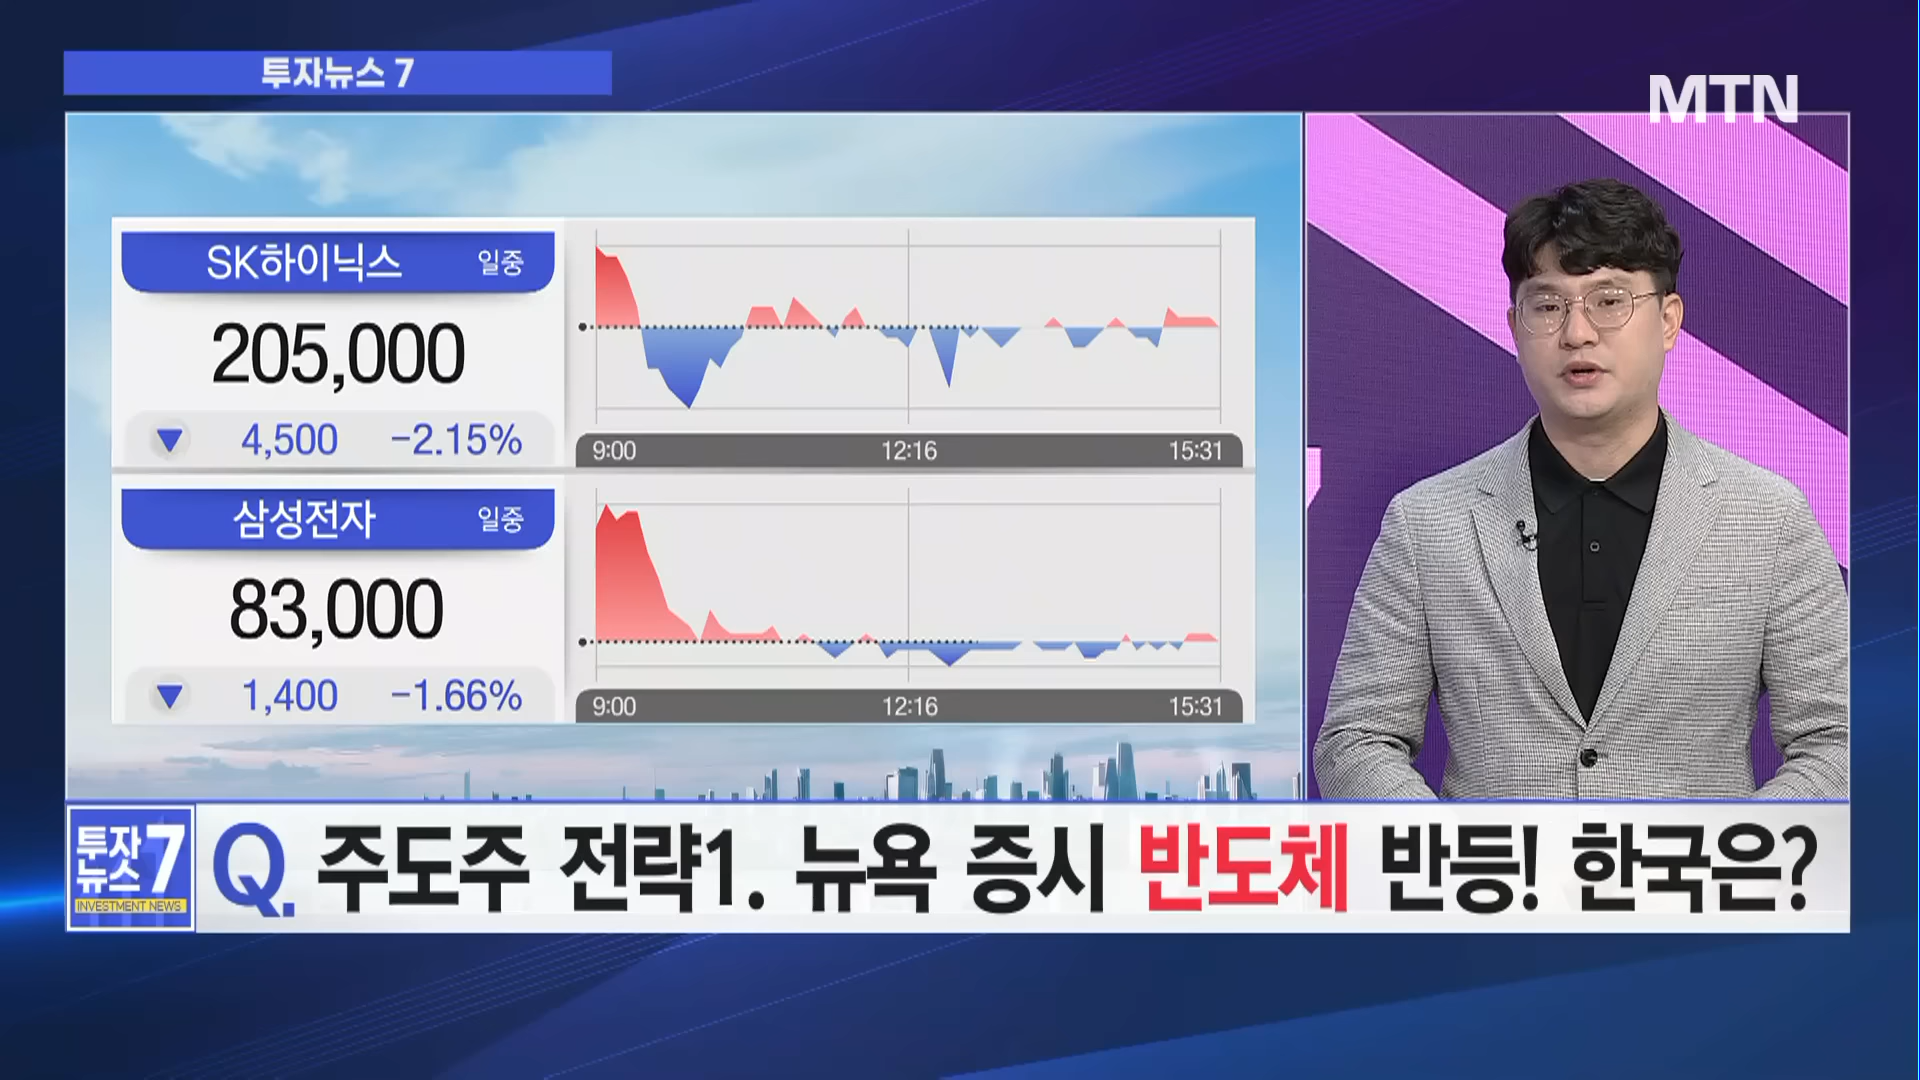 투자뉴스 7
MTN
SK하이닉스 일중
205,000
▼ 4,500 -2.15%
9:00 12:16 15:31
삼성전자 일중
83,000
▼ 1,400 -1.66%
9:00 12:16 15:31
투자
뉴스 7
INVESTMENT NEWS
Q. 주도주 전략1. 뉴욕 증시 반도체 반등! 한국은?